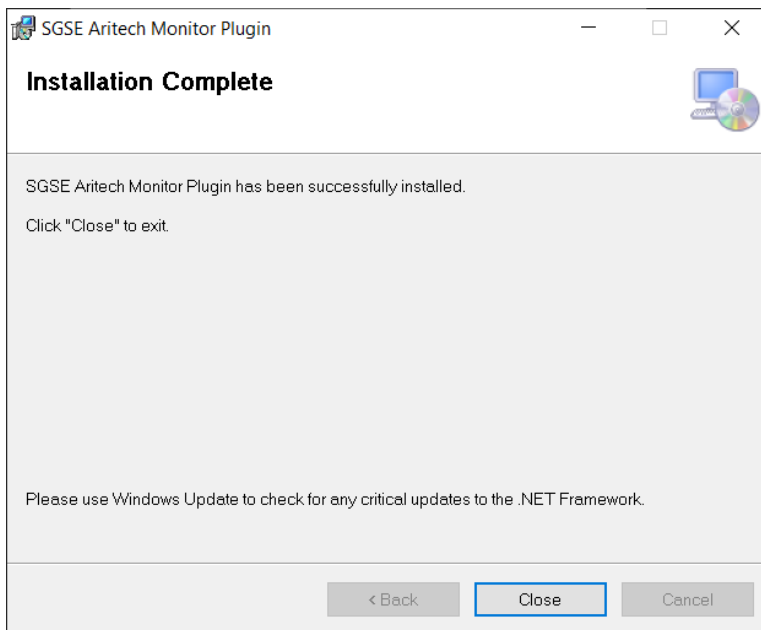 SGSE Aritech Monitor Plugin
Installation Complete
SGSE Aritech Monitor Plugin has been successfully installed.
Click "Close" to exit.
Please use Windows Update to check for any critical updates to the .NET Framework.
< Back
Close
Cancel